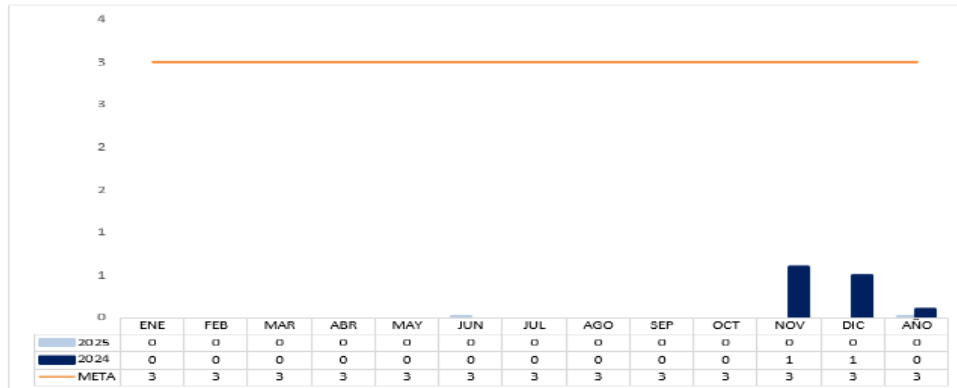 4
3
3
2
2
1
1
0
ENE FEB MAR ABR MAY JUN JUL AGO SEP OCT NOV DIC AÑO
2025 0 0 0 0 0 0 0 0 0 0 0 0 0
2024 0 0 0 0 0 0 0 0 0 0 1 1 0
META 3 3 3 3 3 3 3 3 3 3 3 3 3